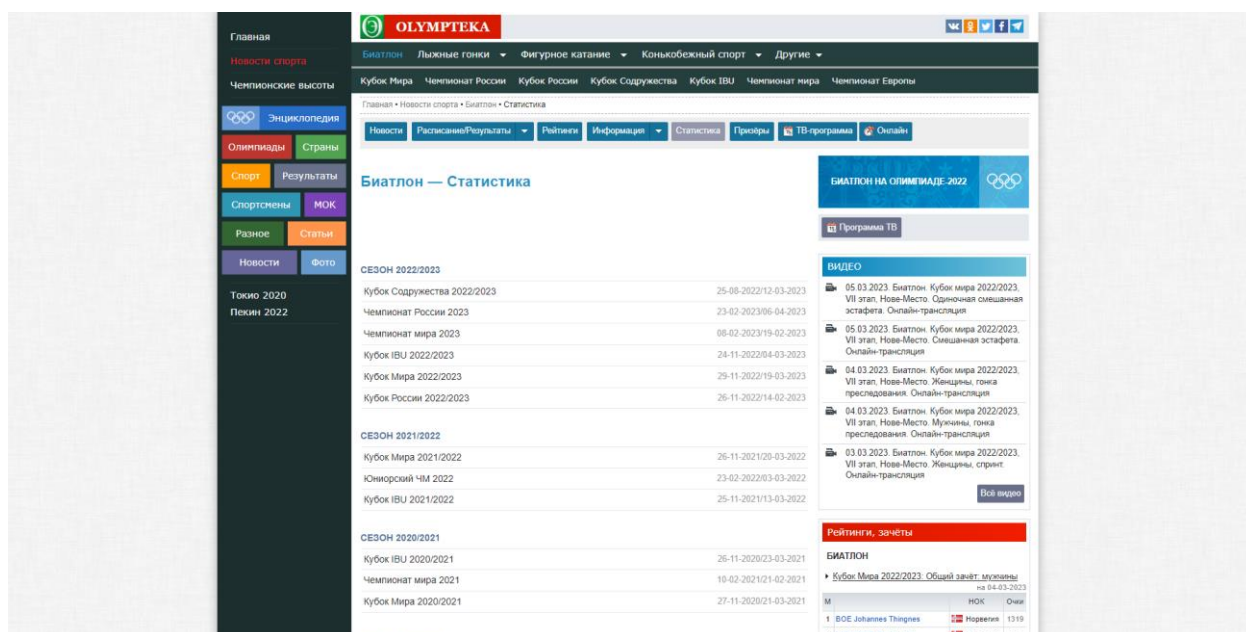 Главная
Новости спорта
Чемпионские высоты
Энциклопедия
Олимпиады Страны
Спорт Результаты
Спортсмены МОК
Разное Статьи
Новости Фото
Токио 2020
Пекин 2022
OLYMPTEKA
Биатлон Лыжные гонки Фигурное катание Конькобежный спорт Другие
Кубок Мира Чемпионат России Кубок России Кубок Содружества Кубок IBU Чемпионат мира Чемпионат Европы
Главная • Новости спорта • Биатлон • Статистика
Новости Расписание/Результаты Рейтинги Информация Статистика Призёры ТВ-программа Онлайн
Биатлон — Статистика
СЕЗОН 2022/2023
Кубок Содружества 2022/2023 25-08-2022/12-03-2023
Чемпионат России 2023 23-02-2023/06-04-2023
Чемпионат мира 2023 08-02-2023/19-02-2023
Кубок IBU 2022/2023 24-11-2022/04-03-2023
Кубок Мира 2022/2023 29-11-2022/19-03-2023
Кубок России 2022/2023 26-11-2022/14-02-2023
СЕЗОН 2021/2022
Кубок Мира 2021/2022 26-11-2021/20-03-2022
Юниорский ЧМ 2022 23-02-2022/03-03-2022
Кубок IBU 2021/2022 25-11-2021/13-03-2022
СЕЗОН 2020/2021
Кубок IBU 2020/2021 26-11-2020/23-03-2021
Чемпионат мира 2021 10-02-2021/21-02-2021
Кубок Мира 2020/2021 27-11-2020/21-03-2021
БИАТЛОН НА ОЛИМПИАДЕ-2022
Программа ТВ
ВИДЕО
05.03.2023. Биатлон. Кубок мира 2022/2023,
VII этап, Нове-Место. Одиночная смешанная
эстафета. Онлайн-трансляция
05.03.2023. Биатлон. Кубок мира 2022/2023,
VII этап, Нове-Место. Смешанная эстафета.
Онлайн-трансляция
04.03.2023. Биатлон. Кубок мира 2022/2023,
VII этап, Нове-Место. Женщины, гонка
преследования. Онлайн-трансляция
04.03.2023. Биатлон. Кубок мира 2022/2023,
VII этап, Нове-Место. Мужчины, гонка
преследования. Онлайн-трансляция
03.03.2023. Биатлон. Кубок мира 2022/2023,
VII этап, Нове-Место. Женщины, спринт.
Онлайн-трансляция
Всё видео
Рейтинги, зачёты
БИАТЛОН
Кубок Мира 2022/2023: Общий зачёт: мужчины
на 04-03-2023
М НОК Очки
1 BOE Johannes Thingnes Норвегия 1319